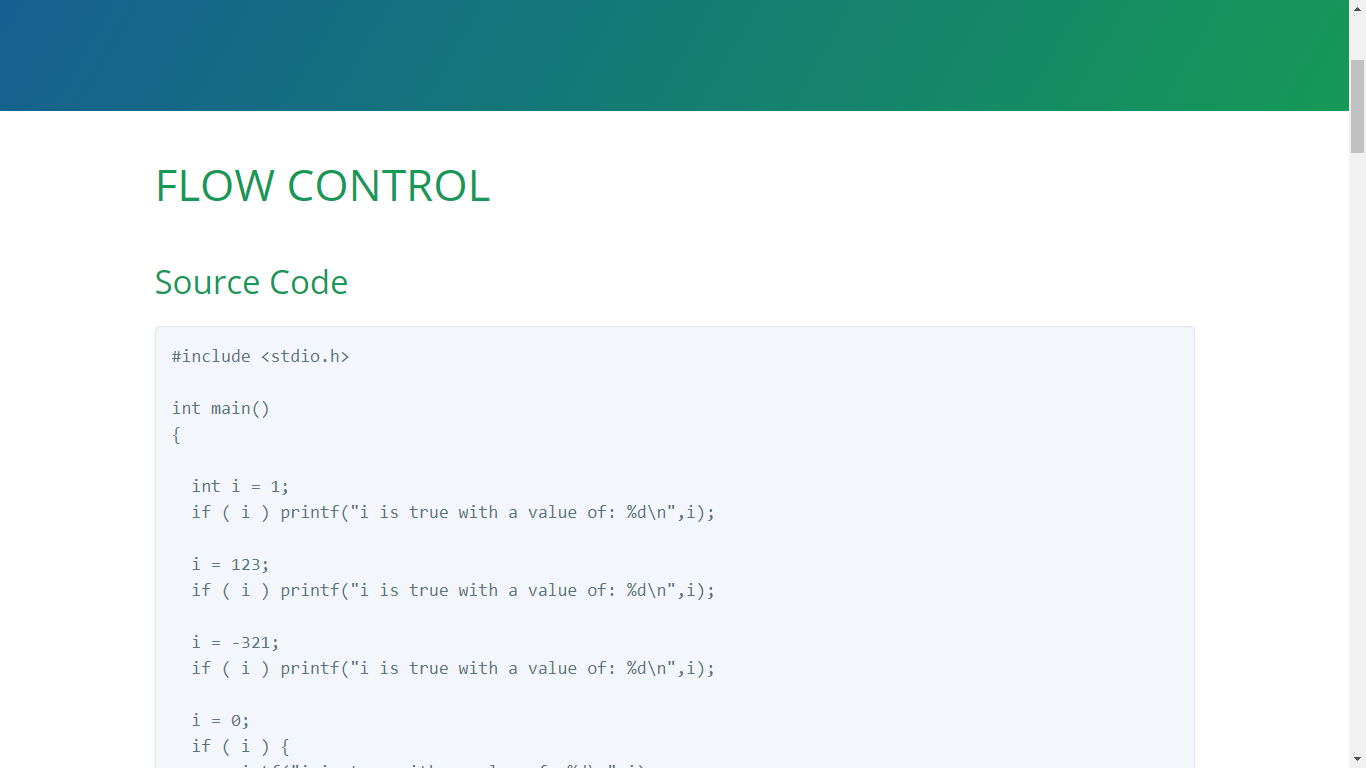 FLOW CONTROL
Source Code
#include <stdio.h>
int main()
{
int i = 1;
if ( i ) printf("i is true with a value of: %d\n",i);
i = 123;
if ( i ) printf("i is true with a value of: %d\n",i);
i = -321;
if ( i ) printf("i is true with a value of: %d\n",i);
i = 0;
if ( i ) {